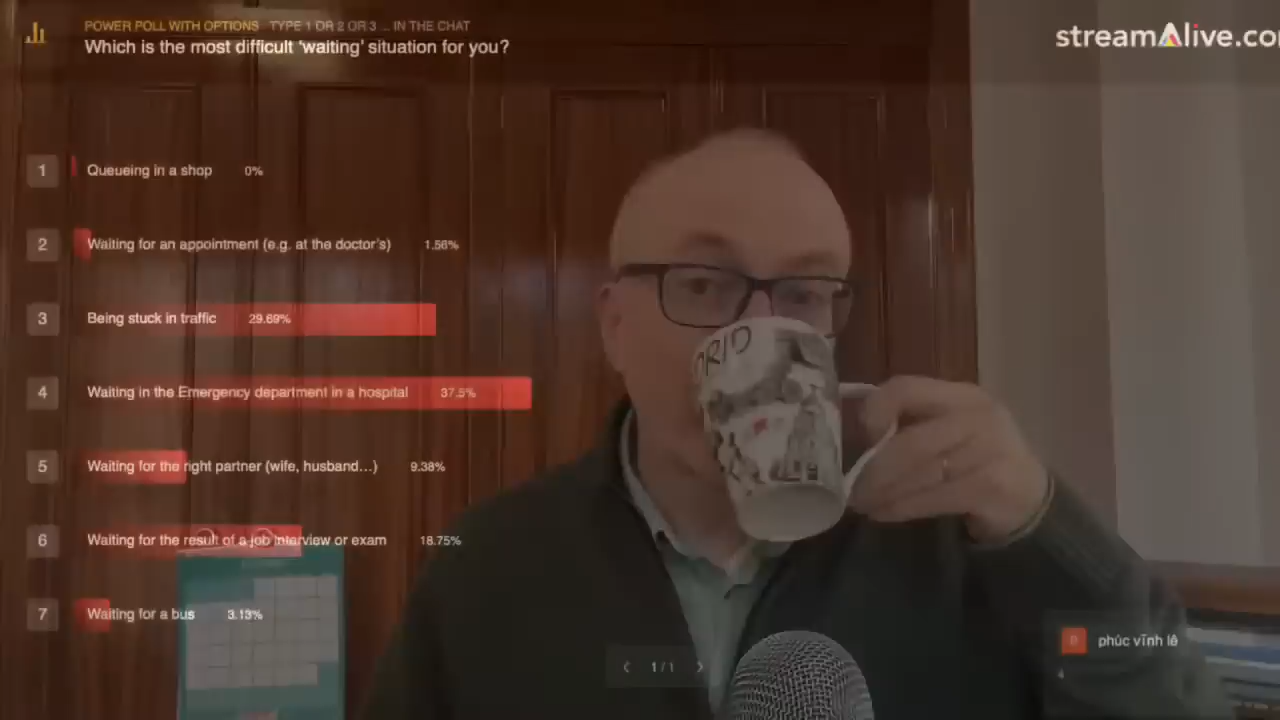 POWER POLL WITH OPTIONS TYPE 1 OR 2 OR 3 ... IN THE CHAT
Which is the most difficult 'waiting' situation for you?
streamAlive.co
1 Queueing in a shop 0%
2 Waiting for an appointment (e.g. at the doctor's) 1.56%
3 Being stuck in traffic 29.69%
4 Waiting in the Emergency department in a hospital 37.5%
5 Waiting for the right partner (wife, husband...) 9.38%
6 Waiting for the result of a job interview or exam 18.75%
7 Waiting for a bus 3.13%
ORIO
< 1/1 >
phúc vĩnh lê
4